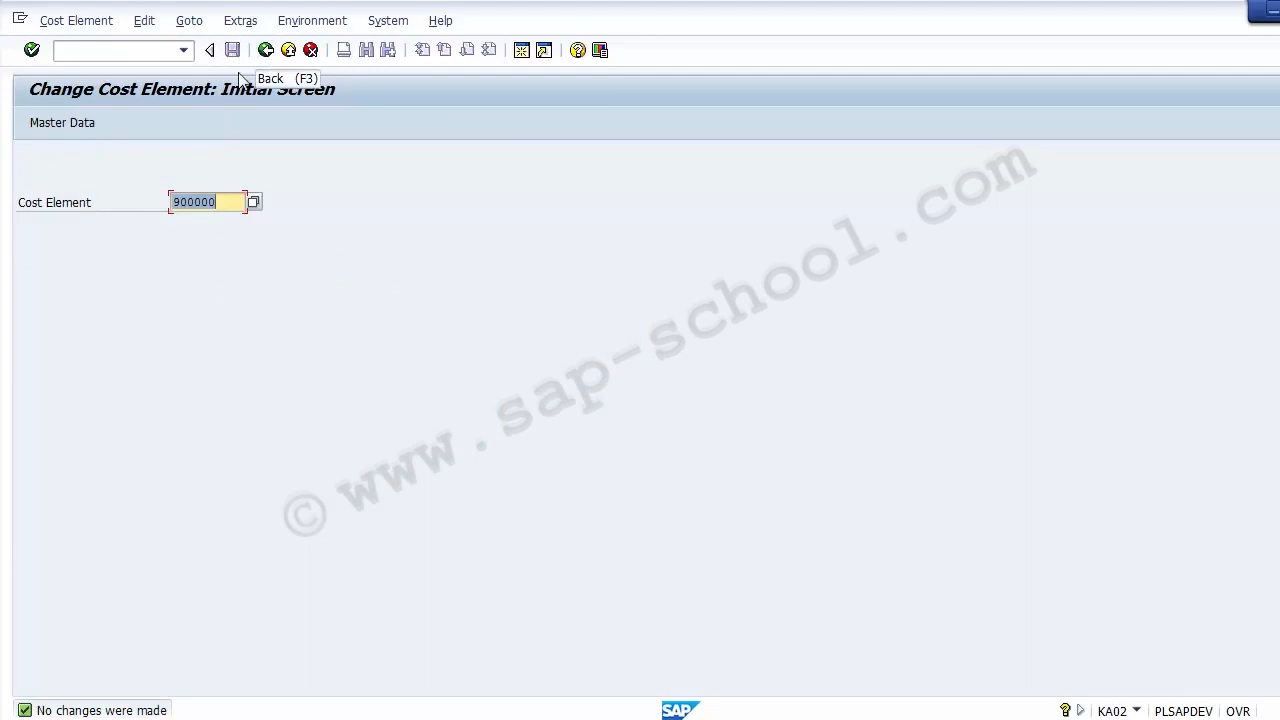 Cost Element Edit Goto Extras Environment System Help
Back (F3)
Change Cost Element: Initial Screen
Master Data
Cost Element 900000
© www.sap-school.com
No changes were made
SAP
KA02 PLSAPDEV OVR